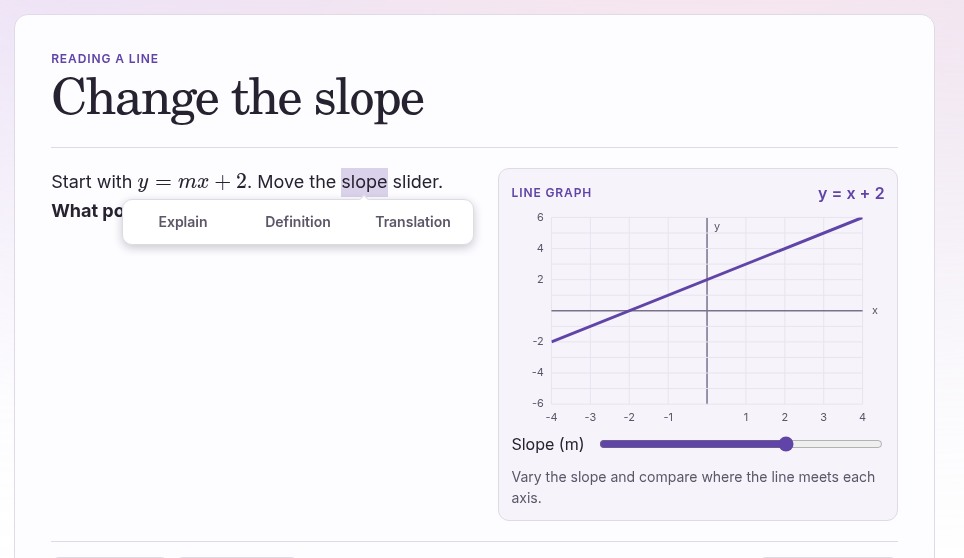 READING A LINE
Change the slope
Start with y = mx + 2. Move the slope slider.
What po
Explain Definition Translation
LINE GRAPH y = x + 2
y
x
6
4
2
-2
-4
-6
-4 -3 -2 -1 1 2 3 4
Slope (m)
Vary the slope and compare where the line meets each
axis.